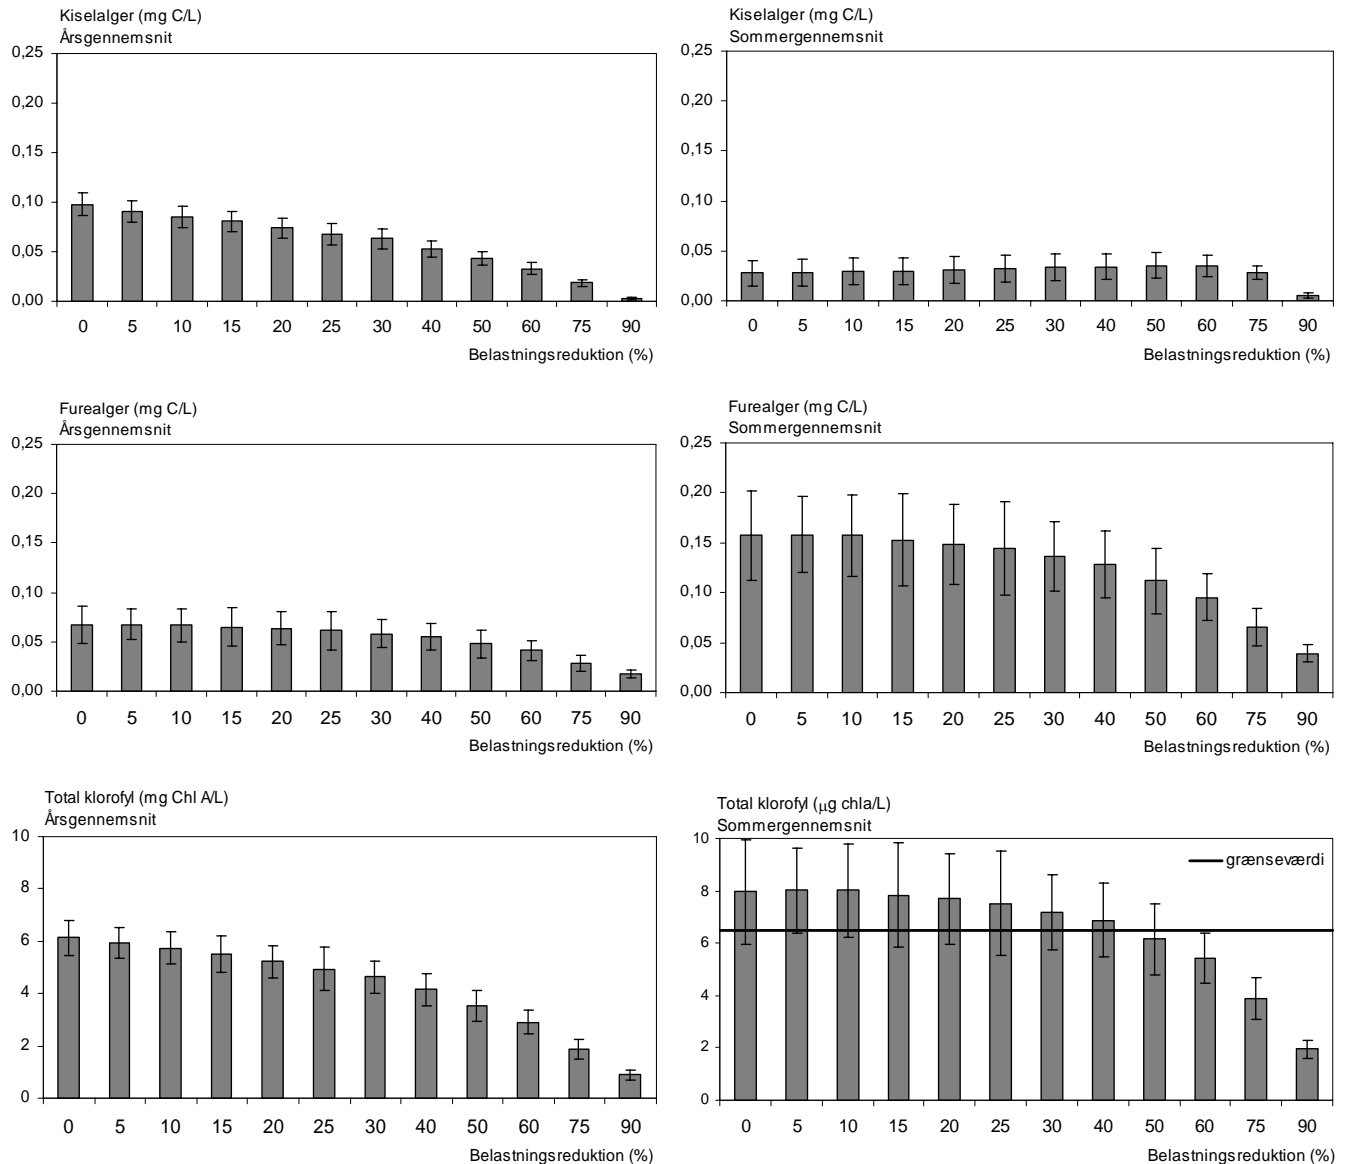 Kiselalger (mg C/L)
Årsgennemsnit
0,25
0,20
0,15
0,10
0,05
0,00
0 5 10 15 20 25 30 40 50 60 75 90
Belastningsreduktion (%)
Kiselalger (mg C/L)
Sommergennemsnit
0,25
0,20
0,15
0,10
0,05
0,00
0 5 10 15 20 25 30 40 50 60 75 90
Belastningsreduktion (%)
Furealger (mg C/L)
Årsgennemsnit
0,25
0,20
0,15
0,10
0,05
0,00
0 5 10 15 20 25 30 40 50 60 75 90
Belastningsreduktion (%)
Furealger (mg C/L)
Sommergennemsnit
0,25
0,20
0,15
0,10
0,05
0,00
0 5 10 15 20 25 30 40 50 60 75 90
Belastningsreduktion (%)
Total klorofyl (mg Chl A/L)
Årsgennemsnit
10
8
6
4
2
0
0 5 10 15 20 25 30 40 50 60 75 90
Belastningsreduktion (%)
Total klorofyl (µg chla/L)
Sommergennemsnit
10
grænseværdi
8
6
4
2
0
0 5 10 15 20 25 30 40 50 60 75 90
Belastningsreduktion (%)